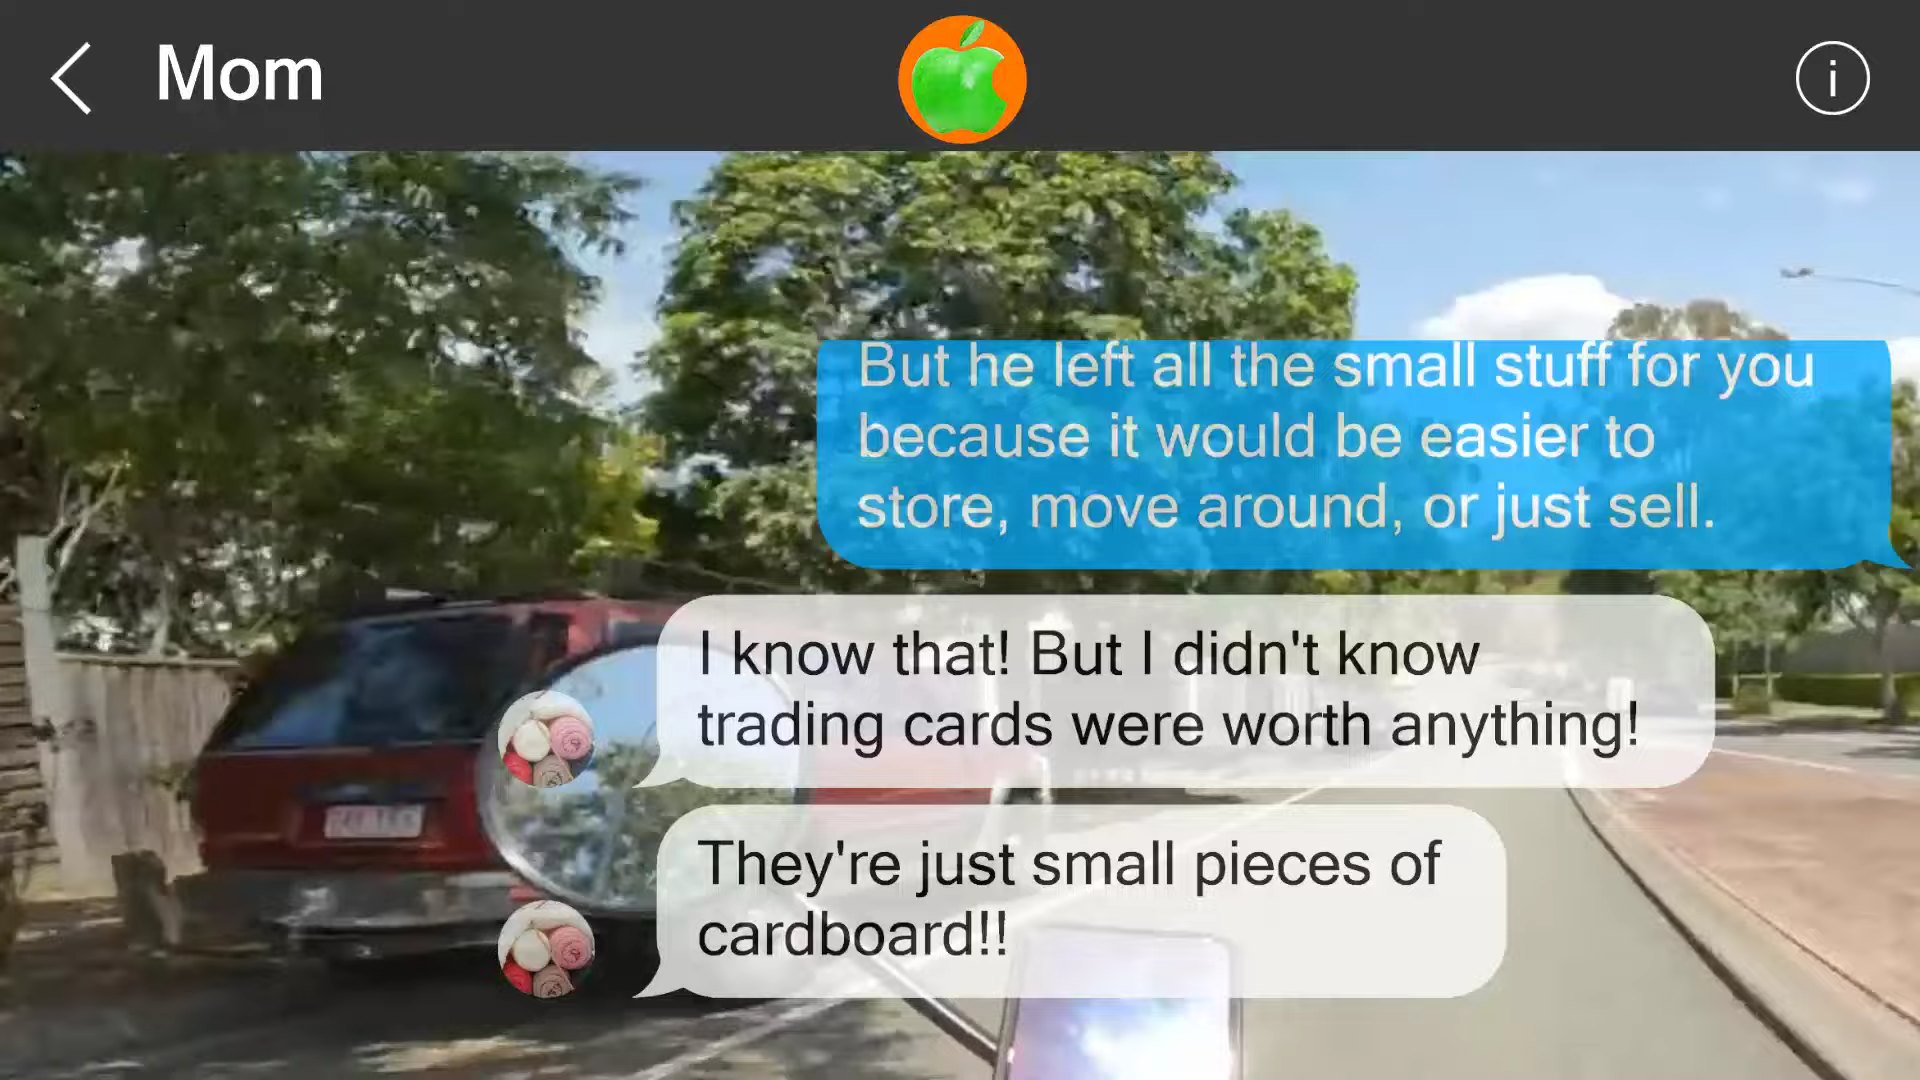 Mom
But he left all the small stuff for you
because it would be easier to
store, move around, or just sell.
I know that! But I didn't know
trading cards were worth anything!
They're just small pieces of
cardboard!!